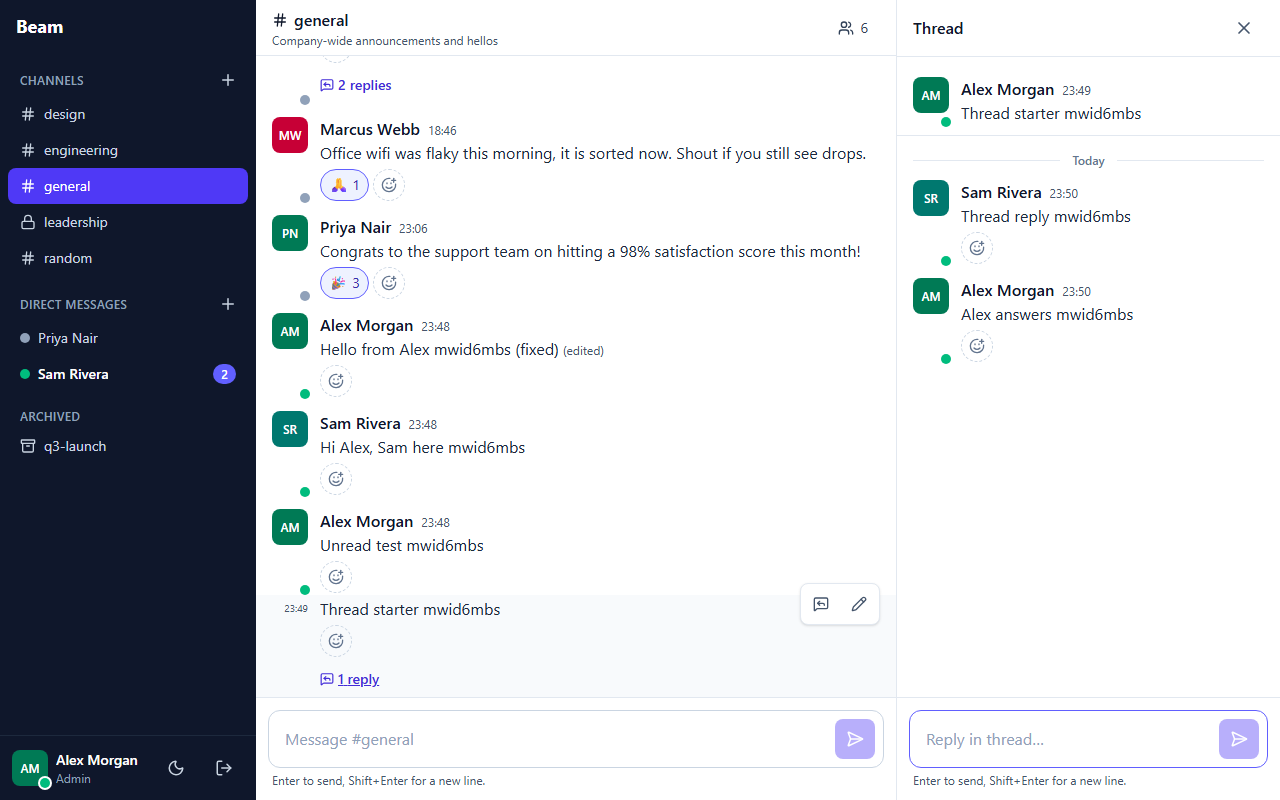 Beam
CHANNELS
design
engineering
general
leadership
random
DIRECT MESSAGES
Priya Nair
Sam Rivera 2
ARCHIVED
q3-launch
AM Alex Morgan
Admin
# general
Company-wide announcements and hellos
6
2 replies
MW Marcus Webb 18:46
Office wifi was flaky this morning, it is sorted now. Shout if you still see drops.
1
PN Priya Nair 23:06
Congrats to the support team on hitting a 98% satisfaction score this month!
3
AM Alex Morgan 23:48
Hello from Alex mwid6mbs (fixed) (edited)
SR Sam Rivera 23:48
Hi Alex, Sam here mwid6mbs
AM Alex Morgan 23:48
Unread test mwid6mbs
23:49 Thread starter mwid6mbs
1 reply
Message #general
Enter to send, Shift+Enter for a new line.
Thread
AM Alex Morgan 23:49
Thread starter mwid6mbs
Today
SR Sam Rivera 23:50
Thread reply mwid6mbs
AM Alex Morgan 23:50
Alex answers mwid6mbs
Reply in thread...
Enter to send, Shift+Enter for a new line.